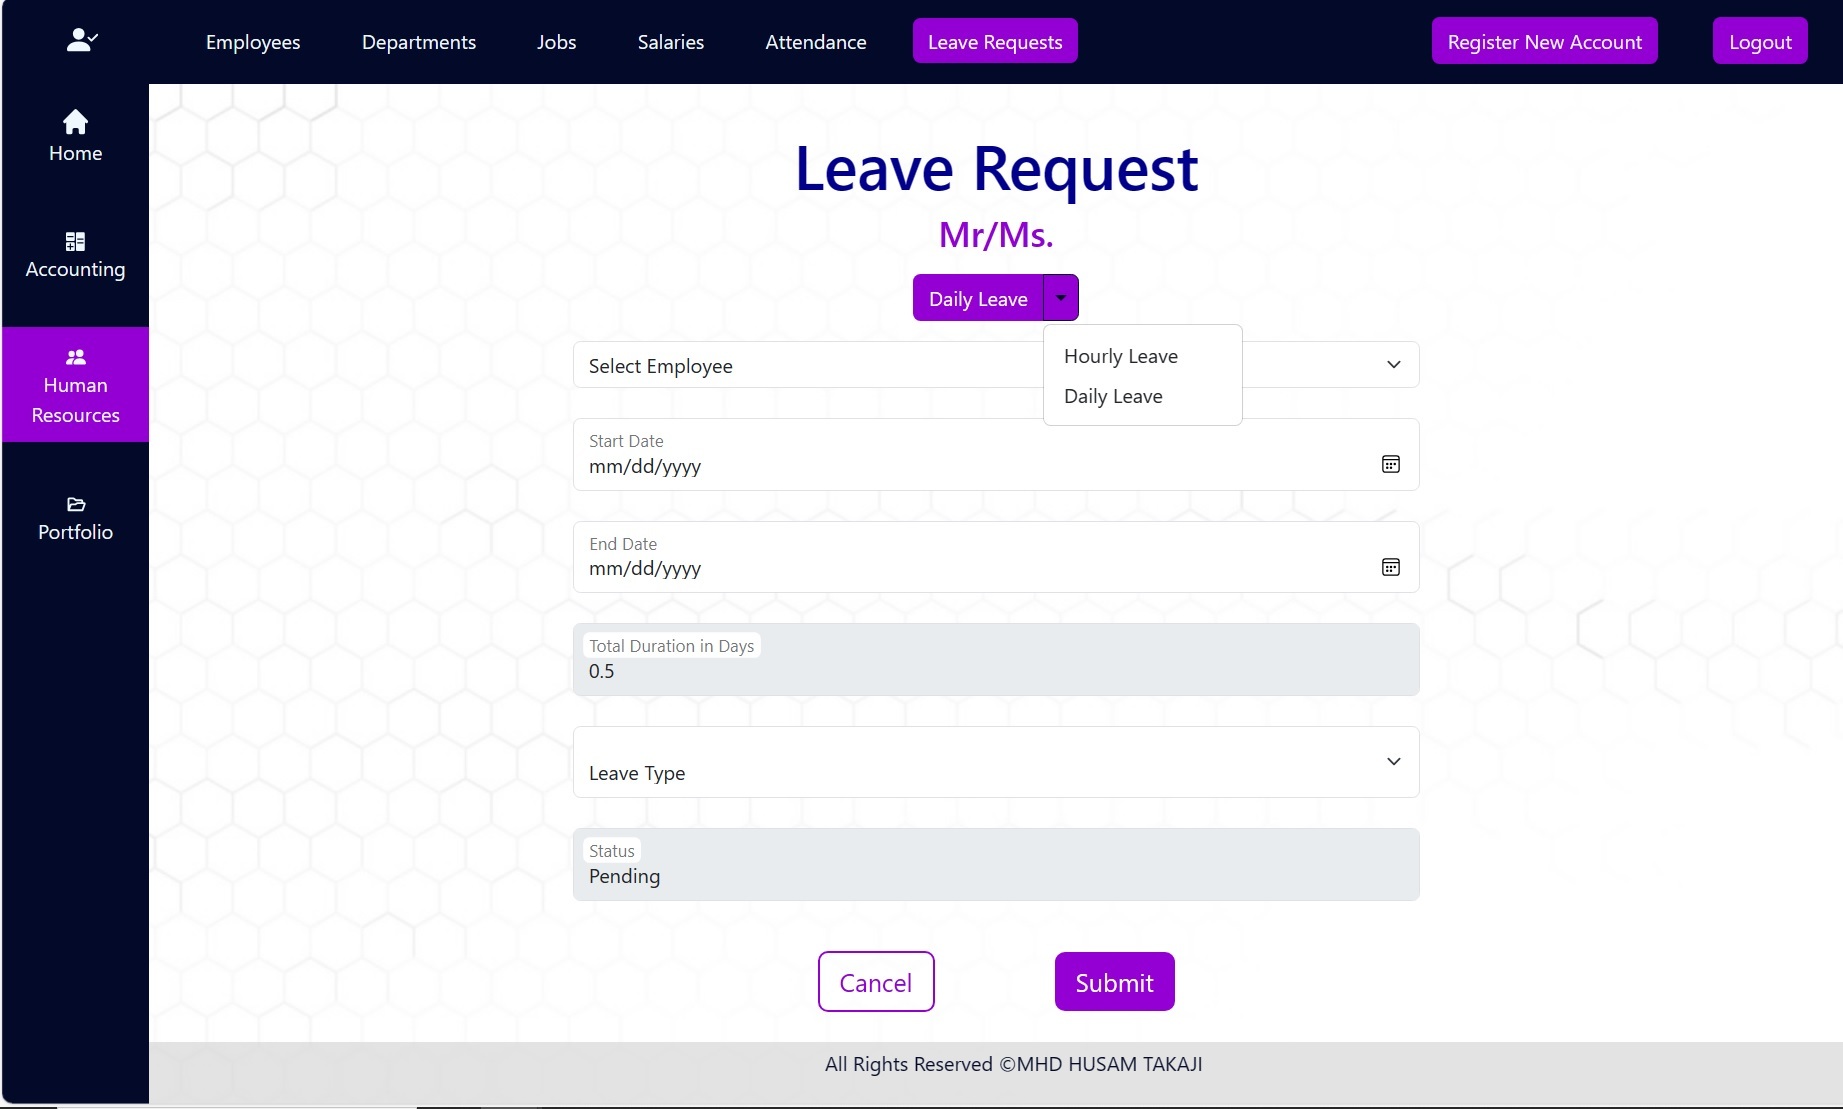 Employees
Departments
Jobs
Salaries
Attendance
Leave Requests
Register New Account
Logout
Home
Accounting
Human
Resources
Portfolio
Leave Request
Mr/Ms.
Daily Leave
Hourly Leave
Daily Leave
Select Employee
Start Date
mm/dd/yyyy
End Date
mm/dd/yyyy
Total Duration in Days
0.5
Leave Type
Status
Pending
Cancel
Submit
All Rights Reserved ©MHD HUSAM TAKAJI